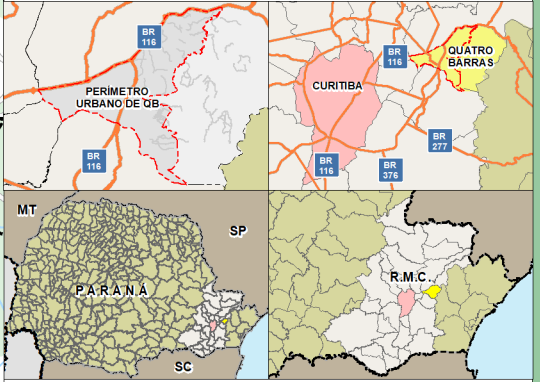 BR
116
PERÍMETRO
URBANO DE QB
BR
116
BR
116
QUATRO
BARRAS
CURITIBA
BR
277
BR
116
BR
376
MT
SP
PARANÁ
SC
R.M.C.